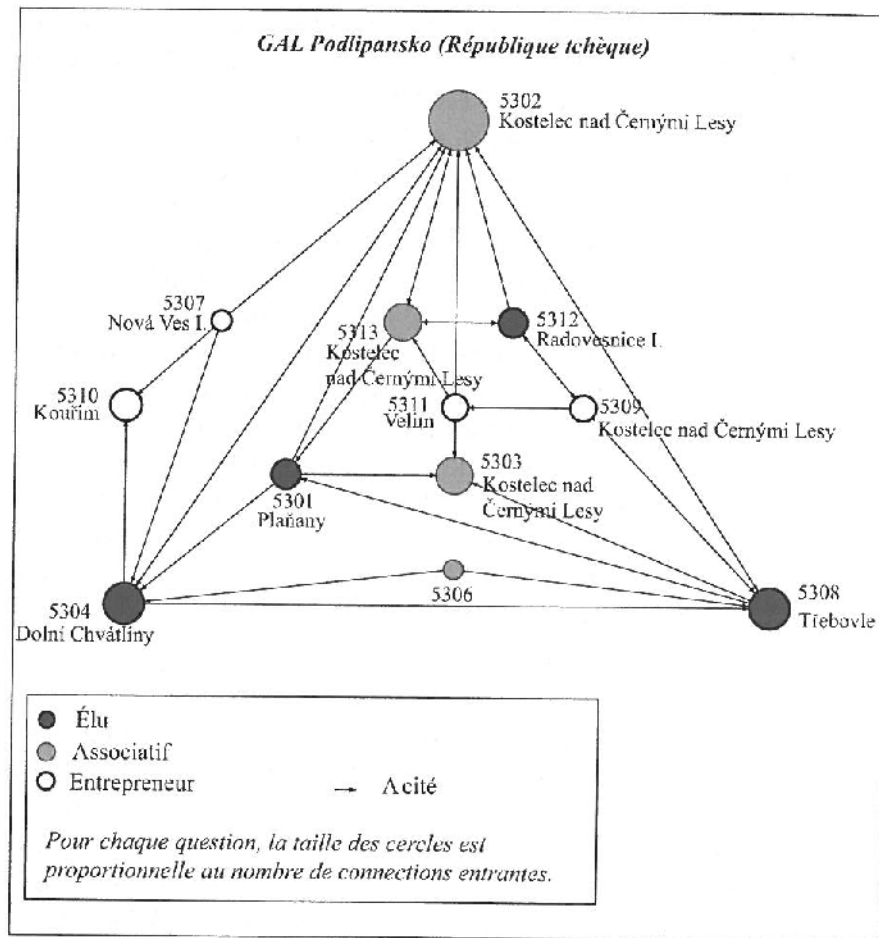 GAL Podlipansko (République tchèque)
5302
Kostelec nad Černými Lesy
5307
Nová Ves I.
5313
Kostelec
nad Černými Lesy
5312
Radovesnice I.
5310
Kouřim
5311
Velim
5309
Kostelec nad Černými Lesy
5301
Plaňany
5303
Kostelec nad
Černými Lesy
5306
5304
Dolní Chvátliny
5308
Třebovle
Élu
Associatif
Entrepreneur
A cité
Pour chaque question, la taille des cercles est
proportionnelle au nombre de connections entrantes.